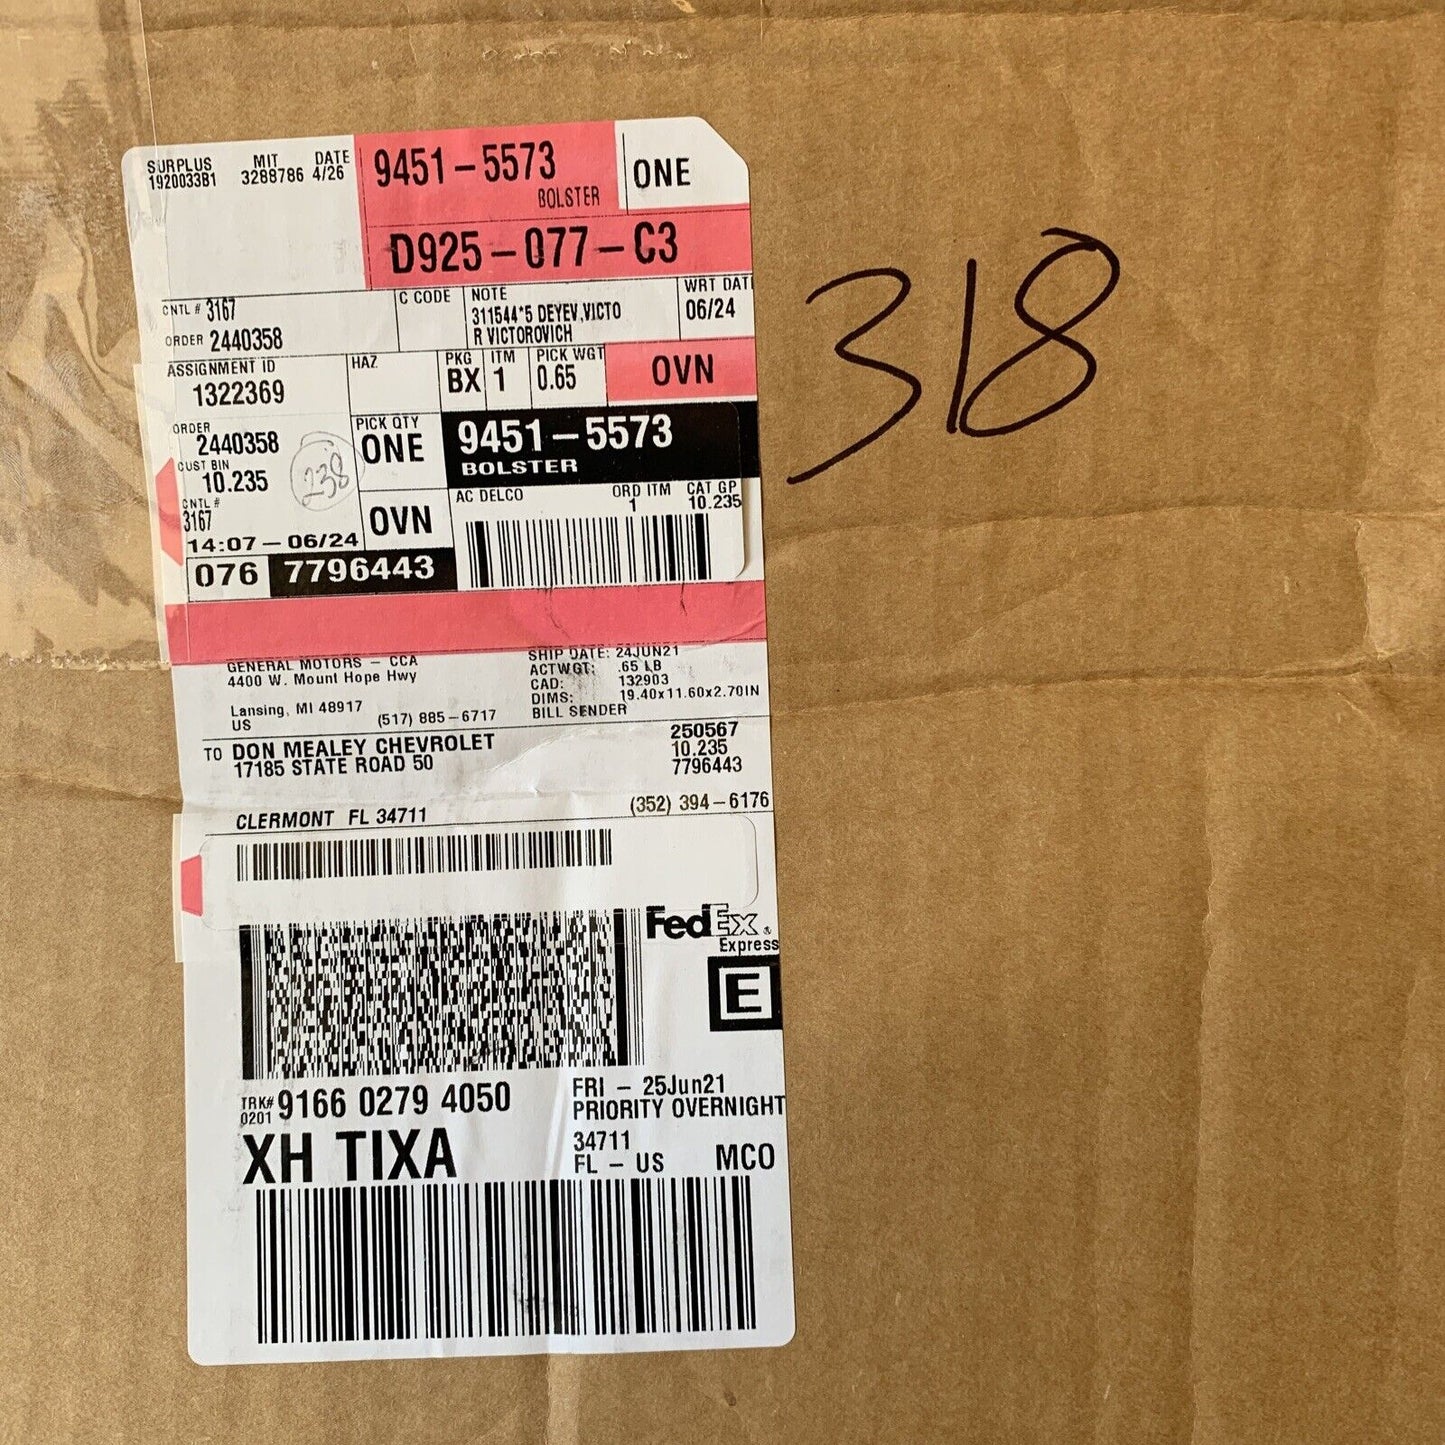 SURPLUS MIT DATE
1920033B1 3288786 4/26
9451-5573 ONE
BOLSTER
D925-077-C3
CNTL # 3167 C CODE NOTE WRT DAT
311544*5 DEYEV,VICTO 06/24
R VICTOROVICH
ORDER 2440358
ASSIGNMENT ID HAZ PKG ITM PICK WGT
1322369 BX 1 0.65 OVN
ORDER PICK QTY
2440358 ONE 9451-5573
BOLSTER
CUST BIN
10.235 238
AC DELCO ORD ITM CAT GP
1 10.235
CNTL #
3167 OVN
14:07-06/24
076 7796443
GENERAL MOTORS - CCA SHIP DATE: 24JUN21
4400 W. Mount Hope Hwy ACTWGT: .65 LB
CAD: 132903
DIMS: 19.40x11.60x2.70IN
Lansing, MI 48917 BILL SENDER
US (517) 885-6717
TO DON MEALEY CHEVROLET 250567
17185 STATE ROAD 50 10.235
7796443
CLERMONT FL 34711 (352) 394-6176
FedEx®
Express
E
TRK# 9166 0279 4050 FRI - 25Jun21
0201 PRIORITY OVERNIGHT
XH TIXA 34711
FL - US MCO
318